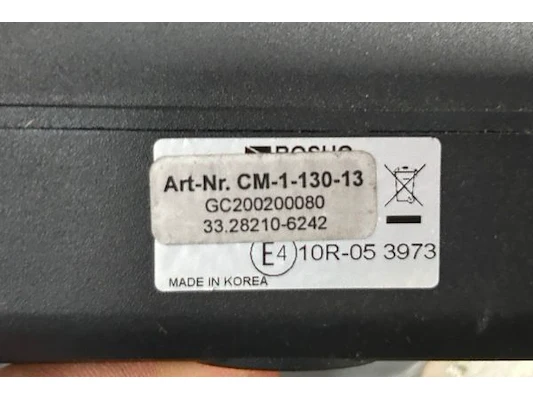 Art-Nr. CM-1-130-13
GC200200080
33.28210-6242
E4 10R-05 3973
MADE IN KOREA